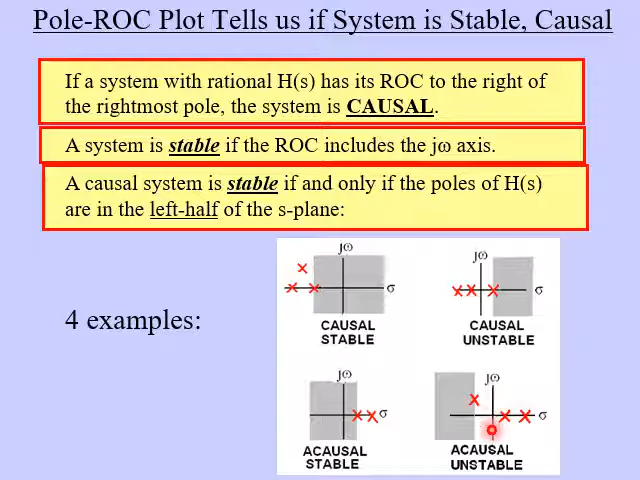 Pole-ROC Plot Tells us if System is Stable, Causal
If a system with rational H(s) has its ROC to the right of
the rightmost pole, the system is CAUSAL.
A system is stable if the ROC includes the jω axis.
A causal system is stable if and only if the poles of H(s)
are in the left-half of the s-plane:
4 examples:
jω
σ
CAUSAL
STABLE
jω
σ
CAUSAL
UNSTABLE
jω
σ
ACAUSAL
STABLE
jω
σ
ACAUSAL
UNSTABLE